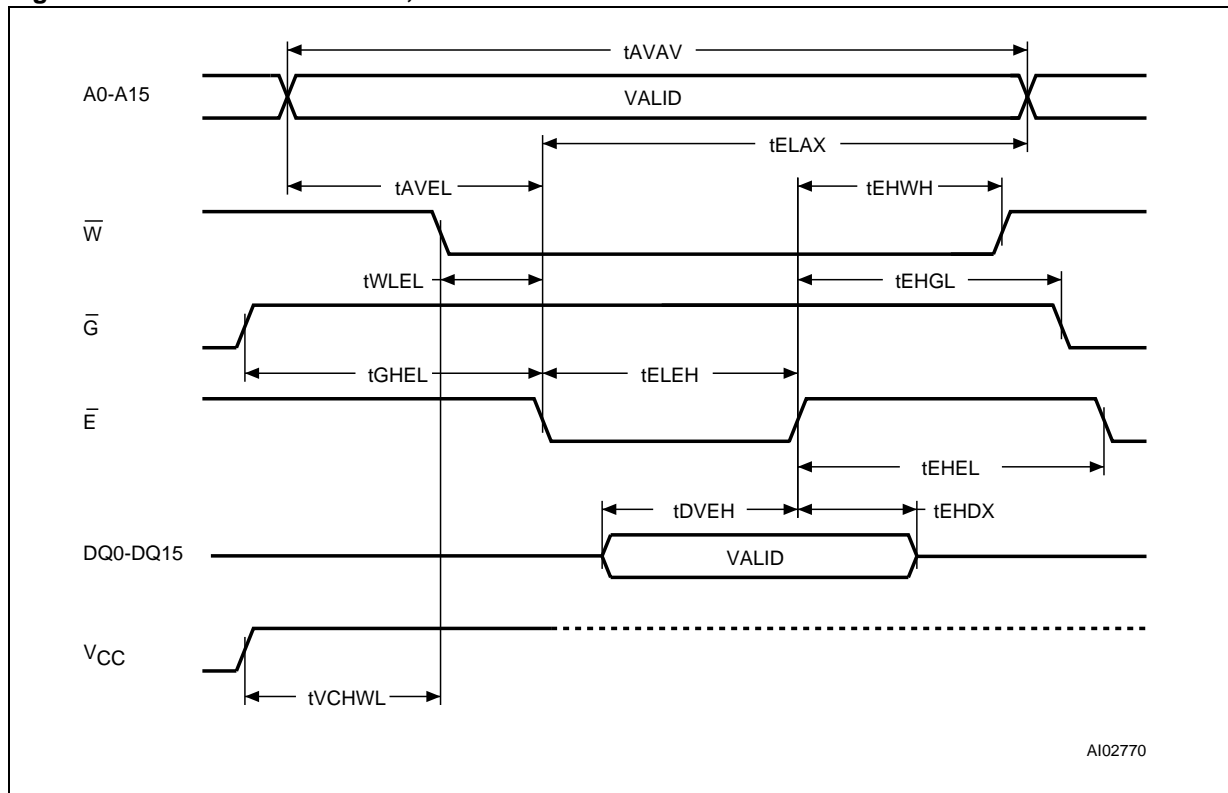 tAVAV
A0-A15
VALID
tELAX
tAVEL
tEHWH
W
tWLEL
tEHGL
G
tGHEL
tELEH
E
tEHEL
tDVEH
tEHDX
DQ0-DQ15
VALID
VCC
tVCHWL
AI02770